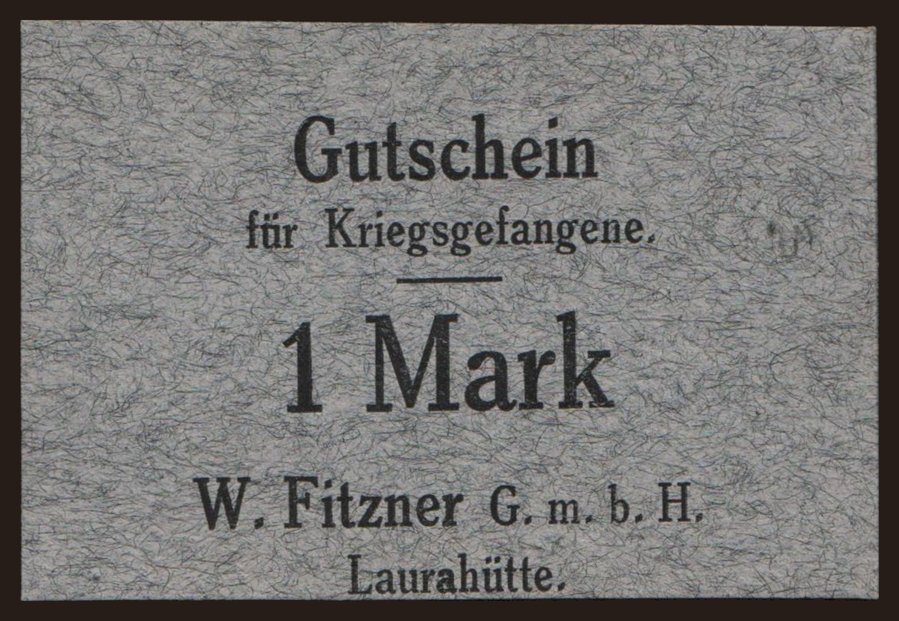 Gutschein
für Kriegsgefangene.
1 Mark
W. Fitzner G. m. b. H.
Laurahütte.